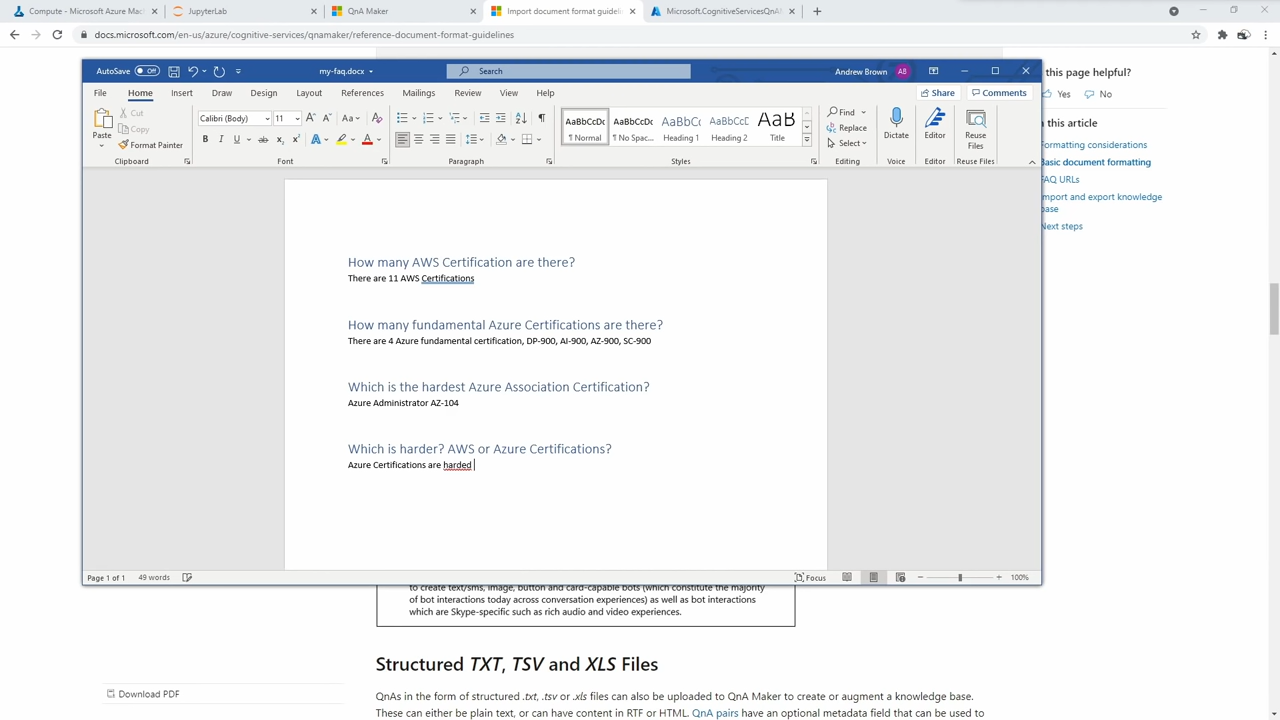 Compute - Microsoft Azure Mac
JupyterLab
QnA Maker
Import document format guidelin
Microsoft.CognitiveServicesQnA
docs.microsoft.com/en-us/azure/cognitive-services/qnamaker/reference-document-format-guidelines
AutoSave Off
my-faq.docx
Search
Andrew Brown
AB
File Home Insert Draw Design Layout References Mailings Review View Help
Share Comments
Paste
Cut
Copy
Format Painter
Clipboard
Calibri (Body) 11
Font
Paragraph
AaBbCcDc AaBbCcDc AaBbCc AaBbCcD AaB
¶ Normal ¶ No Spac... Heading 1 Heading 2 Title
Styles
Find
Replace
Select
Editing
Dictate
Voice
Editor
Editor
Reuse Files
Reuse Files
How many AWS Certification are there?
There are 11 AWS Certifications
How many fundamental Azure Certifications are there?
There are 4 Azure fundamental certification, DP-900, AI-900, AZ-900, SC-900
Which is the hardest Azure Association Certification?
Azure Administrator AZ-104
Which is harder? AWS or Azure Certifications?
Azure Certifications are harded
Page 1 of 1 49 words
Focus
100%
this page helpful?
Yes No
n this article
Formatting considerations
Basic document formatting
FAQ URLs
Import and export knowledge
base
Next steps
to create text/sms, image, button and card-capable bots (which constitute the majority
of bot interactions today across conversation experiences) as well as bot interactions
which are Skype-specific such as rich audio and video experiences.
Structured TXT, TSV and XLS Files
QnAs in the form of structured .txt, .tsv or .xls files can also be uploaded to QnA Maker to create or augment a knowledge base.
These can either be plain text, or can have content in RTF or HTML. QnA pairs have an optional metadata field that can be used to
Download PDF